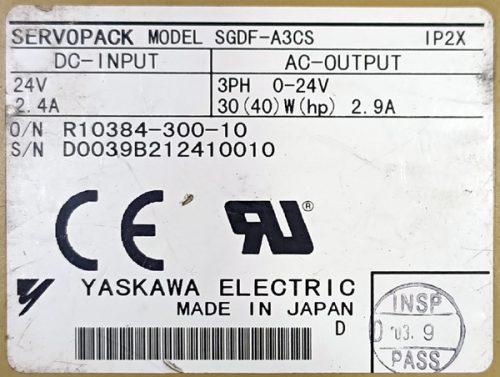 SERVOPACK MODEL SGDF-A3CS IP2X
DC-INPUT AC-OUTPUT
24V 3PH 0-24V
2.4A 30(40)W(hp) 2.9A
O/N R10384-300-10
S/N D0039B212410010
CE RU ®
YASKAWA ELECTRIC
MADE IN JAPAN
D
INSP
'03. 9
PASS